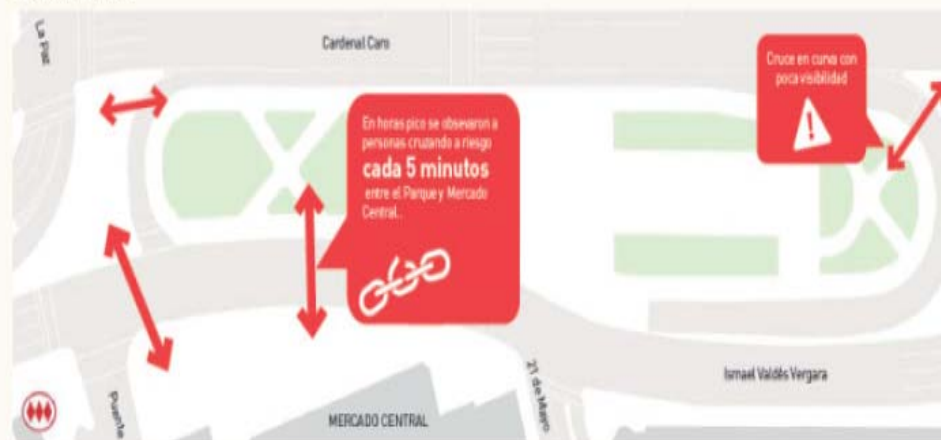 La Paz
Cardenal Caro
Cruce en curva con
poca visibilidad
En horas pico se obsevaron a
personas cruzando a riesgo
cada 5 minutos
entre el Parque y Mercado
Central..
Ismael Valdés Vergara
21 de Mayo
Puente
MERCADO CENTRAL